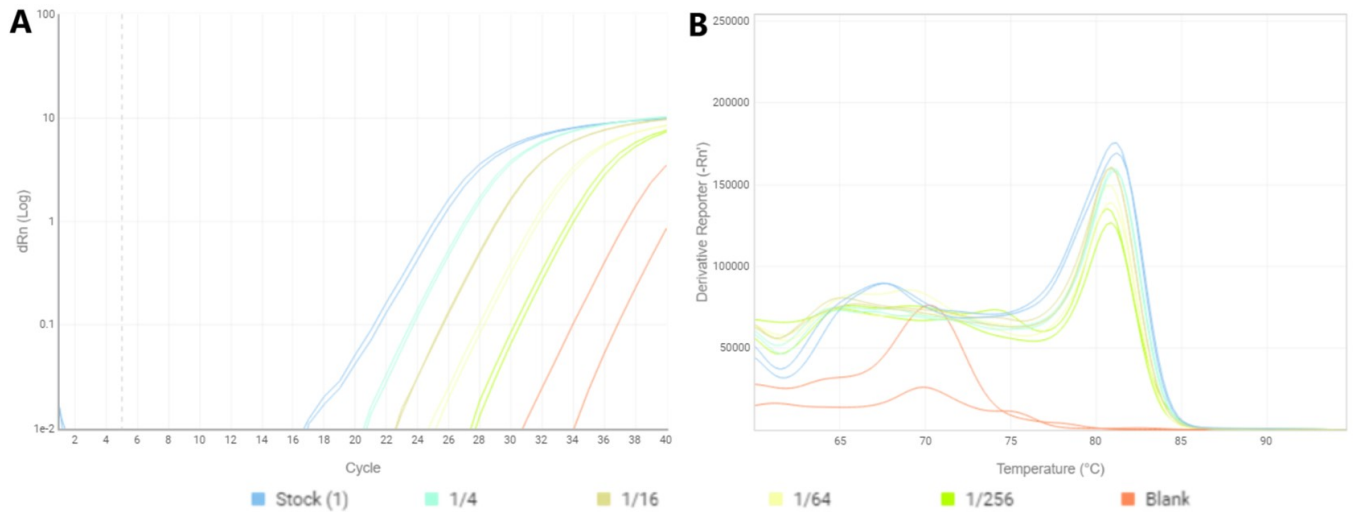 A
100
10
1
0.1
1e-2
dRn (Log)
2 4 6 8 10 12 14 16 18 20 22 24 26 28 30 32 34 36 38 40
Cycle
B
250000
200000
150000
100000
50000
Derivative Reporter (-Rn')
65 70 75 80 85 90
Temperature (°C)
Stock (1) 1/4 1/16 1/64 1/256 Blank